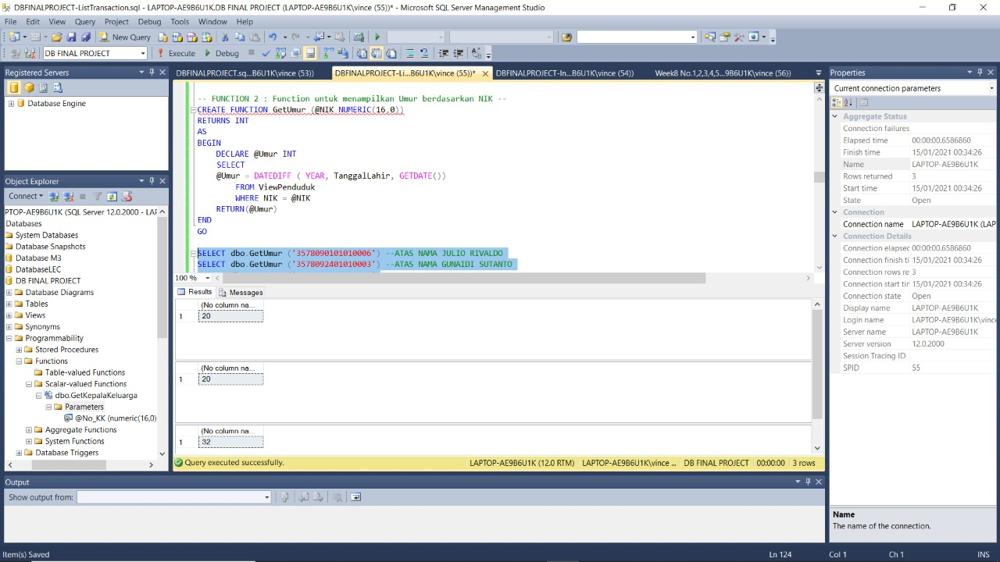 DBFINALPROJECT-ListTransaction.sql - LAPTOP-AE9B6U1K.DB FINAL PROJECT (LAPTOP-AE9B6U1K\vince (55))* - Microsoft SQL Server Management Studio
File Edit View Query Project Debug Tools Window Help
New Query
DB FINAL PROJECT Execute Debug
Registered Servers
Database Engine
Object Explorer
Connect
PTOP-AE9B6U1K (SQL Server 12.0.2000 - LAF
Databases
System Databases
Database Snapshots
Database M3
DatabaseLEC
DB FINAL PROJECT
Database Diagrams
Tables
Views
Synonyms
Programmability
Stored Procedures
Functions
Table-valued Functions
Scalar-valued Functions
dbo.GetKepalaKeluarga
Parameters
@No_KK (numeric(16,0)
Aggregate Functions
System Functions
Database Triggers
DBFINALPROJECT.sq...B6U1K\vince (53)) DBFINALPROJECT-Li...B6U1K\vince (55))* DBFINALPROJECT-In...B6U1K\vince (54)) Week8 No.1,2,3,4,5...9B6U1K\vince (56))
-- FUNCTION 2 : Function untuk menampilkan Umur berdasarkan NIK --
CREATE FUNCTION GetUmur (@NIK NUMERIC(16,0))
RETURNS INT
AS
BEGIN
DECLARE @Umur INT
SELECT
@Umur = DATEDIFF ( YEAR, TanggalLahir, GETDATE())
FROM ViewPenduduk
WHERE NIK = @NIK
RETURN(@Umur)
END
GO
SELECT dbo.GetUmur ('3578090101010006') --ATAS NAMA JULIO RIVALDO
SELECT dbo.GetUmur ('3578092401010003') --ATAS NAMA GUNAIDI SUTANTO
100 %
Results Messages
(No column na...
1 20
(No column na...
1 20
(No column na...
1 32
Query executed successfully. LAPTOP-AE9B6U1K (12.0 RTM) LAPTOP-AE9B6U1K\vince ... DB FINAL PROJECT 00:00:00 3 rows
Properties
Current connection parameters
Aggregate Status
Connection failures
Elapsed time 00:00:00.6586860
Finish time 15/01/2021 00:34:26
Name LAPTOP-AE9B6U1K
Rows returned 3
Start time 15/01/2021 00:34:26
State Open
Connection
Connection name LAPTOP-AE9B6U1K (LAP
Connection Details
Connection elapsec 00:00:00.6586860
Connection finish ti 15/01/2021 00:34:26
Connection rows re 3
Connection start tir 15/01/2021 00:34:26
Connection state Open
Display name LAPTOP-AE9B6U1K
Login name LAPTOP-AE9B6U1K\vince
Server name LAPTOP-AE9B6U1K
Server version 12.0.2000
Session Tracing ID
SPID 55
Name
The name of the connection.
Output
Show output from:
Item(s) Saved Ln 124 Col 1 Ch 1 INS